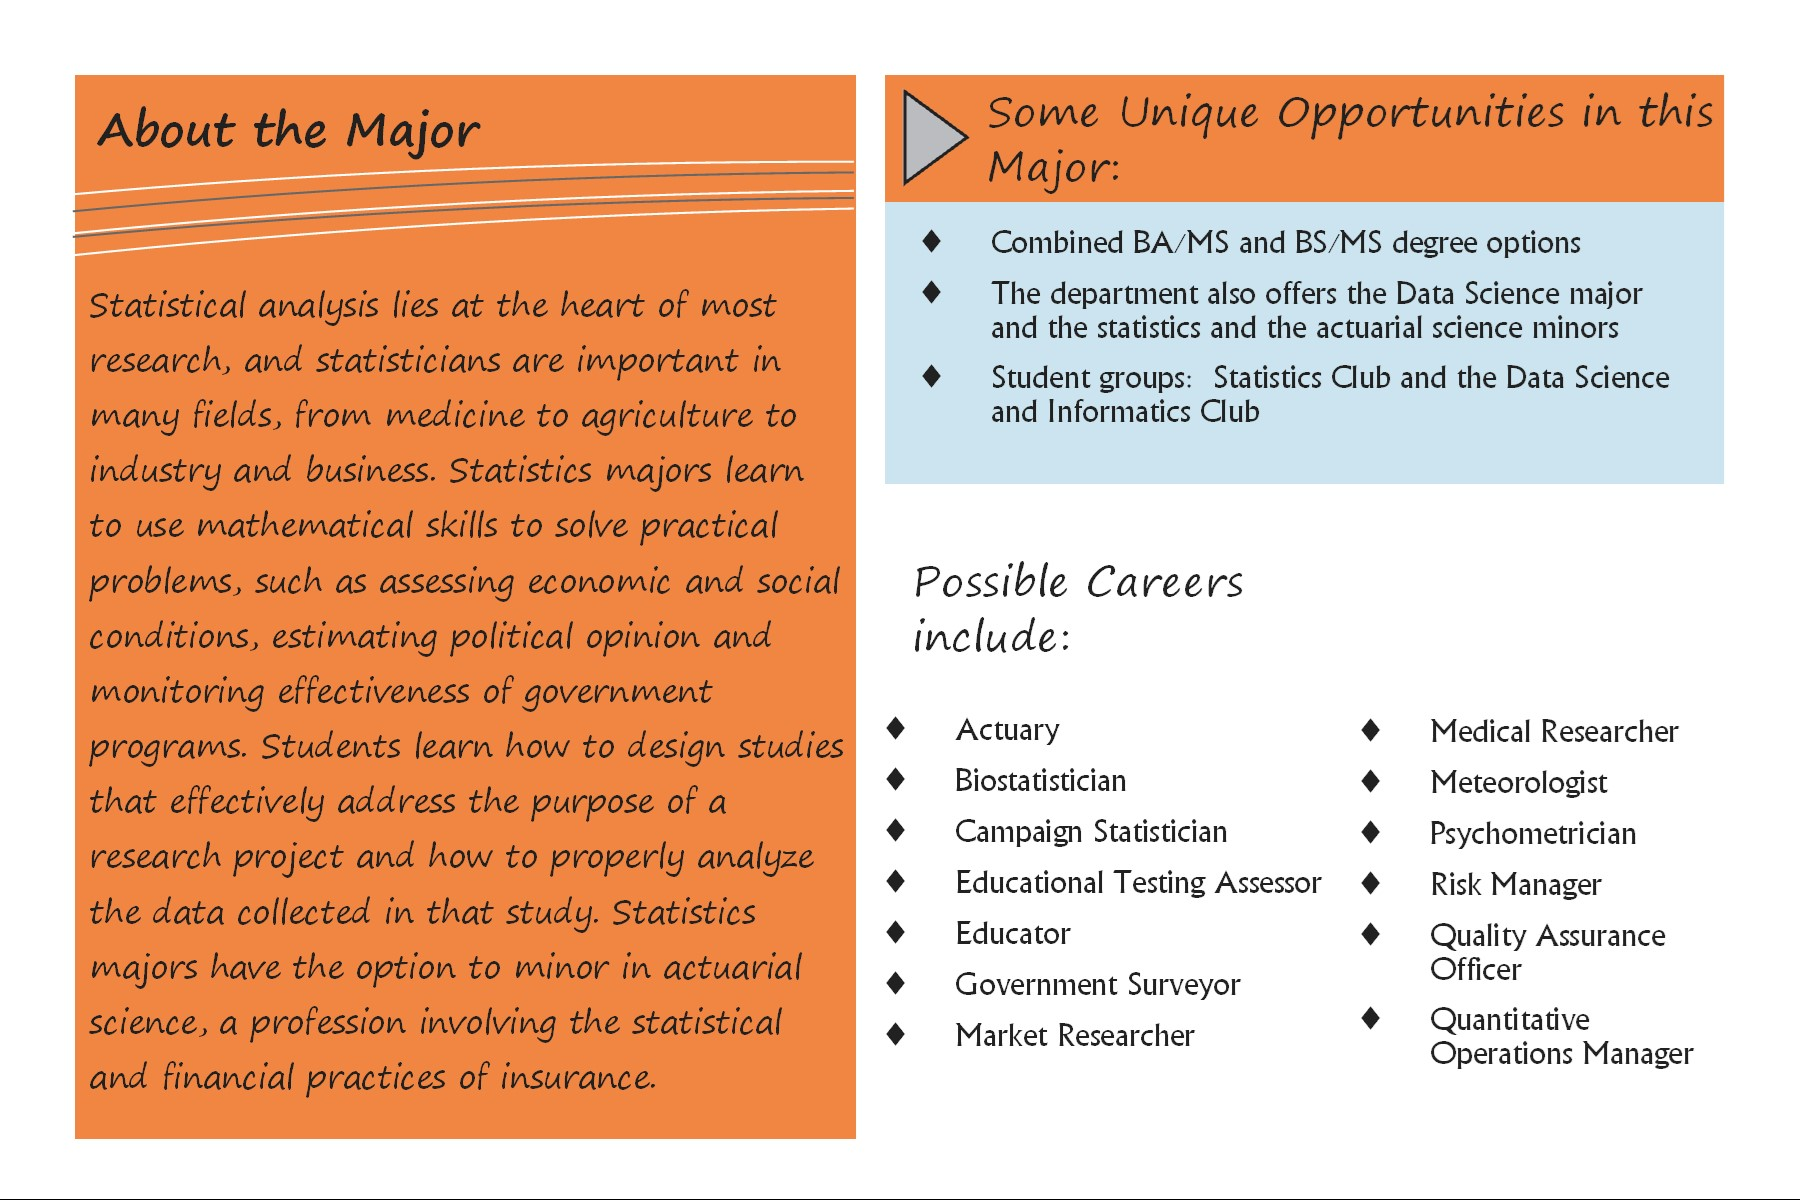 About the Major
Statistical analysis lies at the heart of most
research, and statisticians are important in
many fields, from medicine to agriculture to
industry and business. Statistics majors learn
to use mathematical skills to solve practical
problems, such as assessing economic and social
conditions, estimating political opinion and
monitoring effectiveness of government
programs. Students learn how to design studies
that effectively address the purpose of a
research project and how to properly analyze
the data collected in that study. Statistics
majors have the option to minor in actuarial
science, a profession involving the statistical
and financial practices of insurance.
Some Unique Opportunities in this
Major:
♦ Combined BA/MS and BS/MS degree options
♦ The department also offers the Data Science major
and the statistics and the actuarial science minors
♦ Student groups: Statistics Club and the Data Science
and Informatics Club
Possible Careers
include:
♦ Actuary
♦ Biostatistician
♦ Campaign Statistician
♦ Educational Testing Assessor
♦ Educator
♦ Government Surveyor
♦ Market Researcher
♦ Medical Researcher
♦ Meteorologist
♦ Psychometrician
♦ Risk Manager
♦ Quality Assurance
Officer
♦ Quantitative
Operations Manager